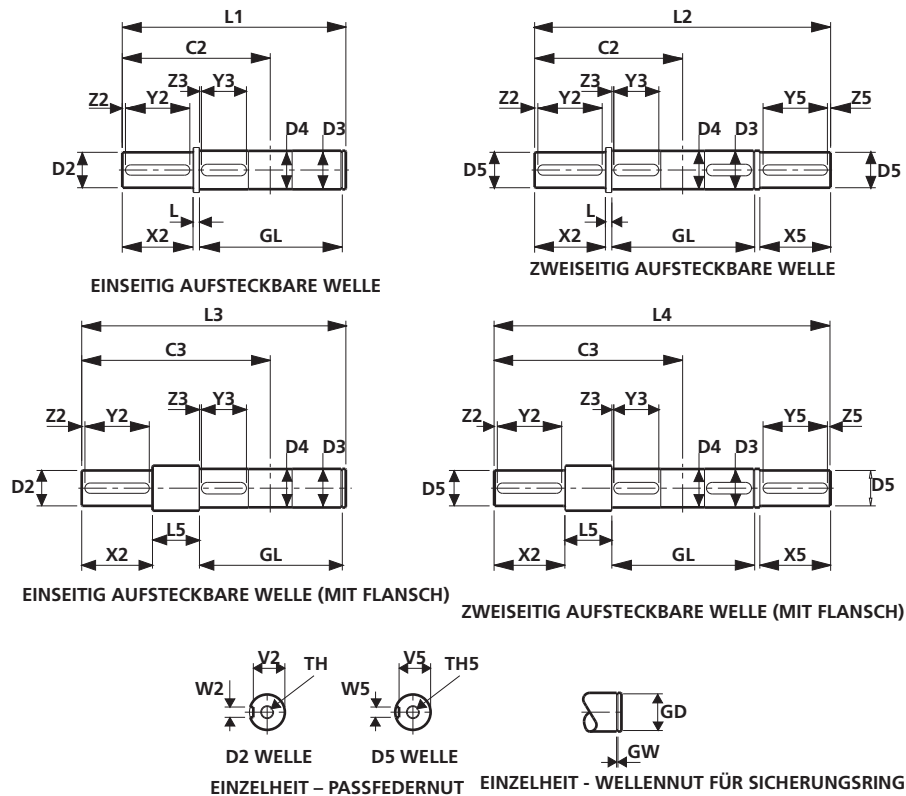 L1
C2
Z3 Y3
Z2 Y2
D4 D3
D2
L
X2 GL
EINSEITIG AUFSTECKBARE WELLE
L2
C2
Z3 Y3
Z2 Y2 Y5 Z5
D4 D3
D5 D5
L
X2 GL X5
ZWEISEITIG AUFSTECKBARE WELLE
L3
C3
Z3 Y3
Z2 Y2
D4 D3
D2
L5
X2 GL
EINSEITIG AUFSTECKBARE WELLE (MIT FLANSCH)
L4
C3
Z3 Y3
Z2 Y2 Y5 Z5
D4 D3
D5 D5
L5
X2 GL X5
ZWEISEITIG AUFSTECKBARE WELLE (MIT FLANSCH)
V2 TH
W2
D2 WELLE
V5 TH5
W5
D5 WELLE
EINZELHEIT – PASSFEDERNUT
GD
GW
EINZELHEIT - WELLENNUT FÜR SICHERUNGSRING